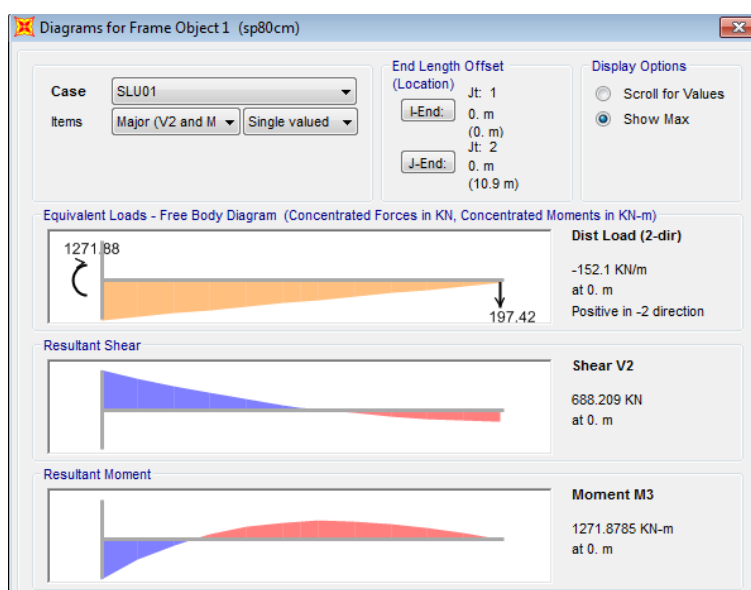 Diagrams for Frame Object 1 (sp80cm)
Case
SLU01
Items
Major (V2 and M
Single valued
End Length Offset
(Location)
I-End:
Jt: 1
0. m
(0. m)
J-End:
Jt: 2
0. m
(10.9 m)
Display Options
Scroll for Values
Show Max
Equivalent Loads - Free Body Diagram (Concentrated Forces in KN, Concentrated Moments in KN-m)
1271.88
197.42
Dist Load (2-dir)
-152.1 KN/m
at 0. m
Positive in -2 direction
Resultant Shear
Shear V2
688.209 KN
at 0. m
Resultant Moment
Moment M3
1271.8785 KN-m
at 0. m